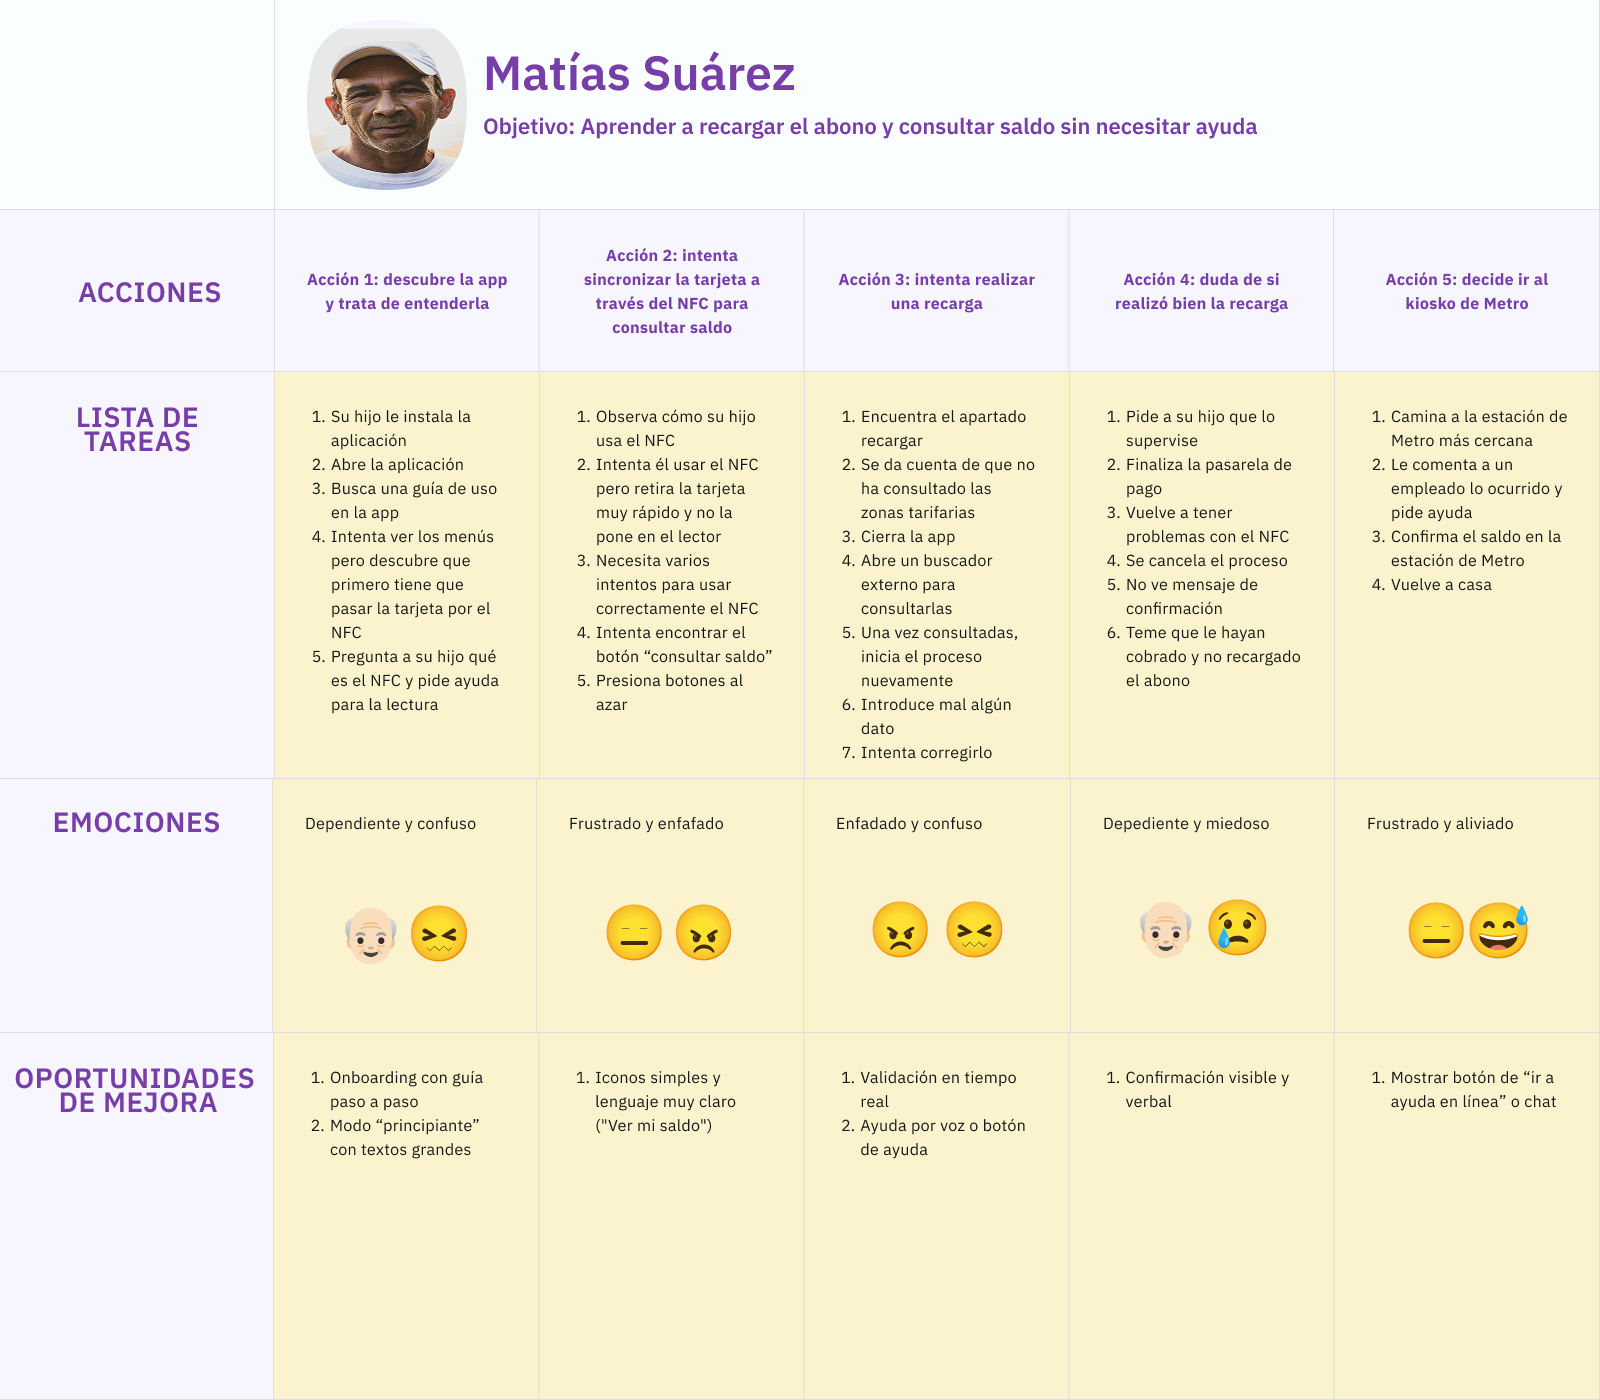 Matías Suárez
Objetivo: Aprender a recargar el abono y consultar saldo sin necesitar ayuda
ACCIONES
Acción 1: descubre la app
y trata de entenderla
Acción 2: intenta
sincronizar la tarjeta a
través del NFC para
consultar saldo
Acción 3: intenta realizar
una recarga
Acción 4: duda de si
realizó bien la recarga
Acción 5: decide ir al
kiosko de Metro
LISTA DE
TAREAS
1. Su hijo le instala la
aplicación
2. Abre la aplicación
3. Busca una guía de uso
en la app
4. Intenta ver los menús
pero descubre que
primero tiene que
pasar la tarjeta por el
NFC
5. Pregunta a su hijo qué
es el NFC y pide ayuda
para la lectura
1. Observa cómo su hijo
usa el NFC
2. Intenta él usar el NFC
pero retira la tarjeta
muy rápido y no la
pone en el lector
3. Necesita varios
intentos para usar
correctamente el NFC
4. Intenta encontrar el
botón “consultar saldo”
5. Presiona botones al
azar
1. Encuentra el apartado
recargar
2. Se da cuenta de que no
ha consultado las
zonas tarifarias
3. Cierra la app
4. Abre un buscador
externo para
consultarlas
5. Una vez consultadas,
inicia el proceso
nuevamente
6. Introduce mal algún
dato
7. Intenta corregirlo
1. Pide a su hijo que lo
supervise
2. Finaliza la pasarela de
pago
3. Vuelve a tener
problemas con el NFC
4. Se cancela el proceso
5. No ve mensaje de
confirmación
6. Teme que le hayan
cobrado y no recargado
el abono
1. Camina a la estación de
Metro más cercana
2. Le comenta a un
empleado lo ocurrido y
pide ayuda
3. Confirma el saldo en la
estación de Metro
4. Vuelve a casa
EMOCIONES
Dependiente y confuso
Frustrado y enfafado
Enfadado y confuso
Depediente y miedoso
Frustrado y aliviado
OPORTUNIDADES
DE MEJORA
1. Onboarding con guía
paso a paso
2. Modo “principiante”
con textos grandes
1. Iconos simples y
lenguaje muy claro
("Ver mi saldo")
1. Validación en tiempo
real
2. Ayuda por voz o botón
de ayuda
1. Confirmación visible y
verbal
1. Mostrar botón de “ir a
ayuda en línea” o chat